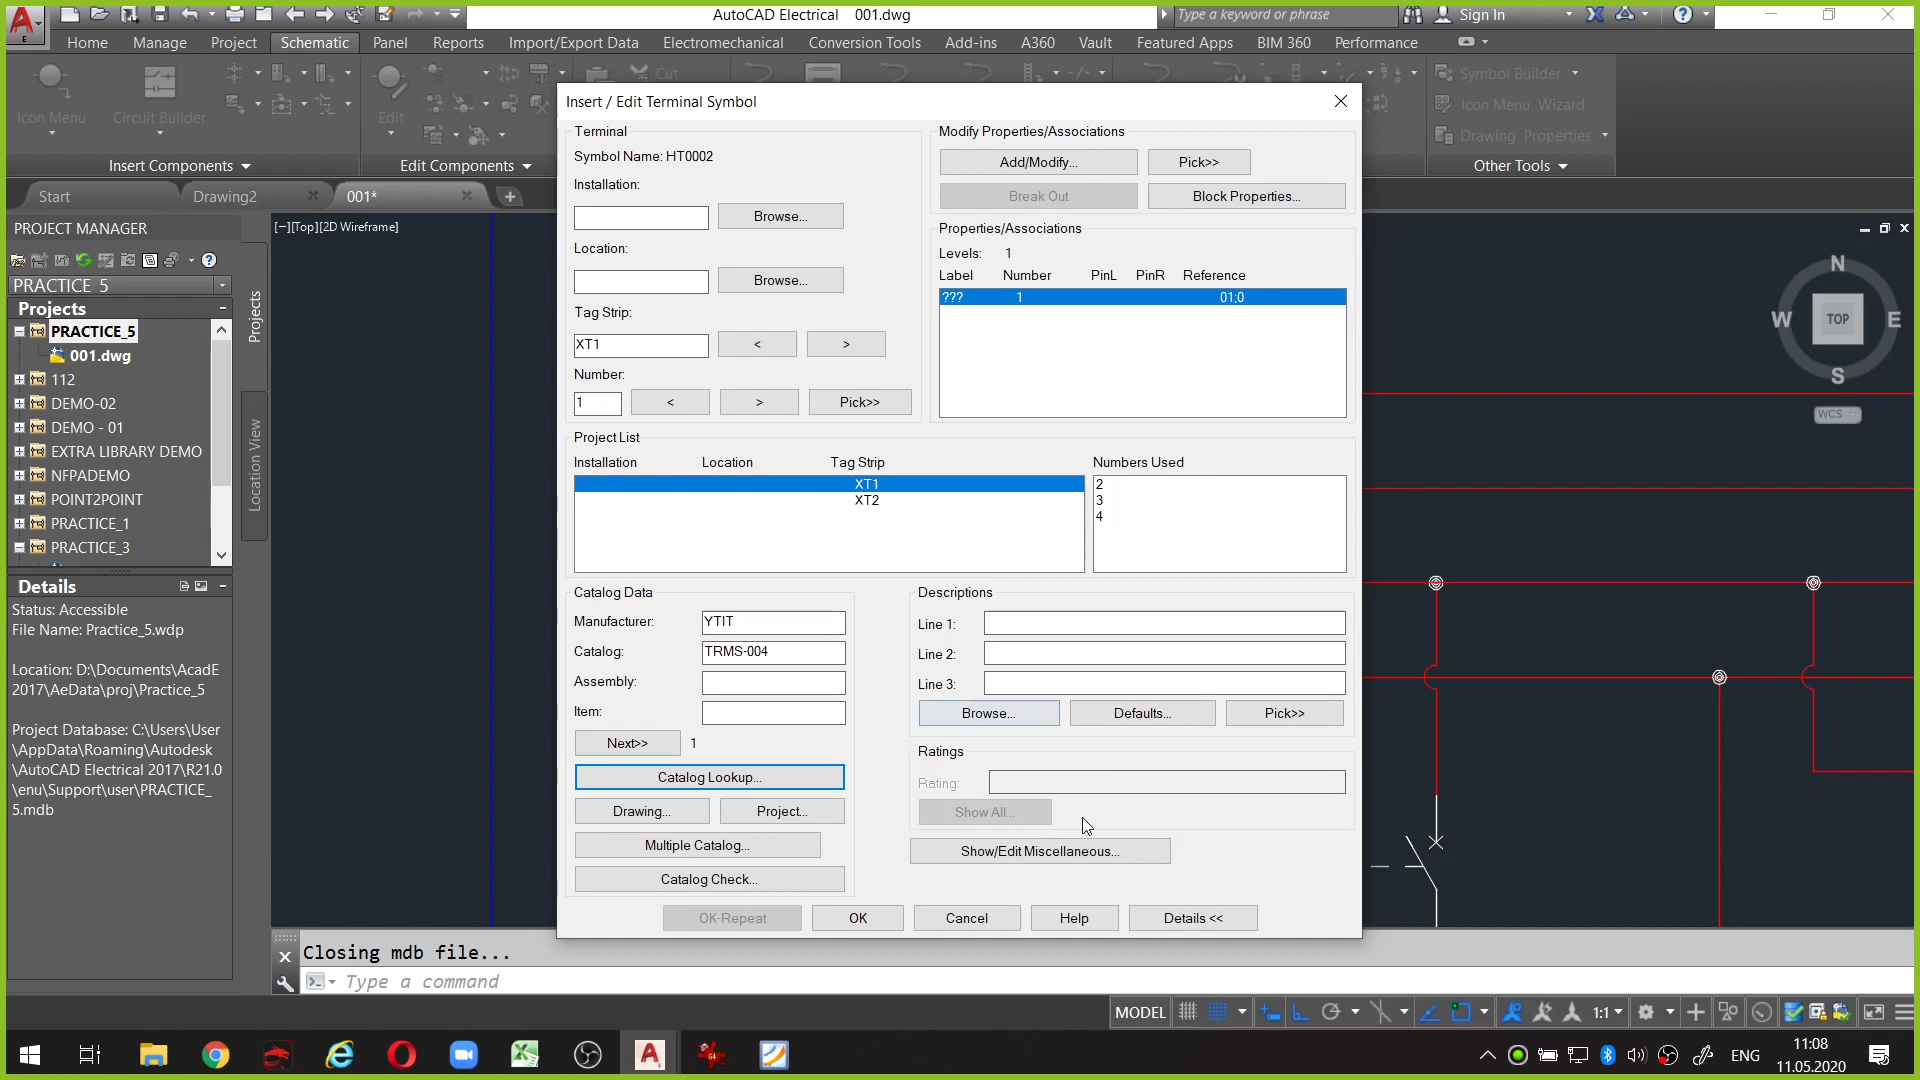 AutoCAD Electrical 001.dwg
Type a keyword or phrase
Sign In
Home Manage Project Schematic Panel Reports Import/Export Data Electromechanical Conversion Tools Add-ins A360 Vault Featured Apps BIM 360 Performance
Icon Menu
Circuit Builder
Edit
Cut
Symbol Builder
Icon Menu Wizard
Drawing Properties
Insert Components
Edit Components
Other Tools
Start
Drawing2
001*
PROJECT MANAGER
PRACTICE_5
Projects
PRACTICE_5
001.dwg
112
DEMO-02
DEMO - 01
EXTRA LIBRARY DEMO
NFPADEMO
POINT2POINT
PRACTICE_1
PRACTICE_3
Projects
Location View
Details
Status: Accessible
File Name: Practice_5.wdp
Location: D:\Documents\AcadE
2017\AeData\proj\Practice_5
Project Database: C:\Users\User
\AppData\Roaming\Autodesk
\AutoCAD Electrical 2017\R21.0
\enu\Support\user\PRACTICE_
5.mdb
[−][Top][2D Wireframe]
Insert / Edit Terminal Symbol
Terminal
Symbol Name: HT0002
Installation:
Browse...
Location:
Browse...
Tag Strip:
XT1
<
>
Number:
1
<
>
Pick>>
Modify Properties/Associations
Add/Modify...
Pick>>
Break Out
Block Properties...
Properties/Associations
Levels: 1
Label Number PinL PinR Reference
??? 1 01;0
Project List
Installation Location Tag Strip
XT1
XT2
Numbers Used
2
3
4
Catalog Data
Manufacturer: YTIT
Catalog: TRMS-004
Assembly:
Item:
Next>> 1
Catalog Lookup...
Drawing...
Project...
Multiple Catalog...
Catalog Check...
Descriptions
Line 1:
Line 2:
Line 3:
Browse...
Defaults...
Pick>>
Ratings
Rating:
Show All...
Show/Edit Miscellaneous...
OK-Repeat
OK
Cancel
Help
Details <<
N
W
TOP
E
S
WCS
Closing mdb file...
Type a command
MODEL
1:1
ENG
11:08
11.05.2020